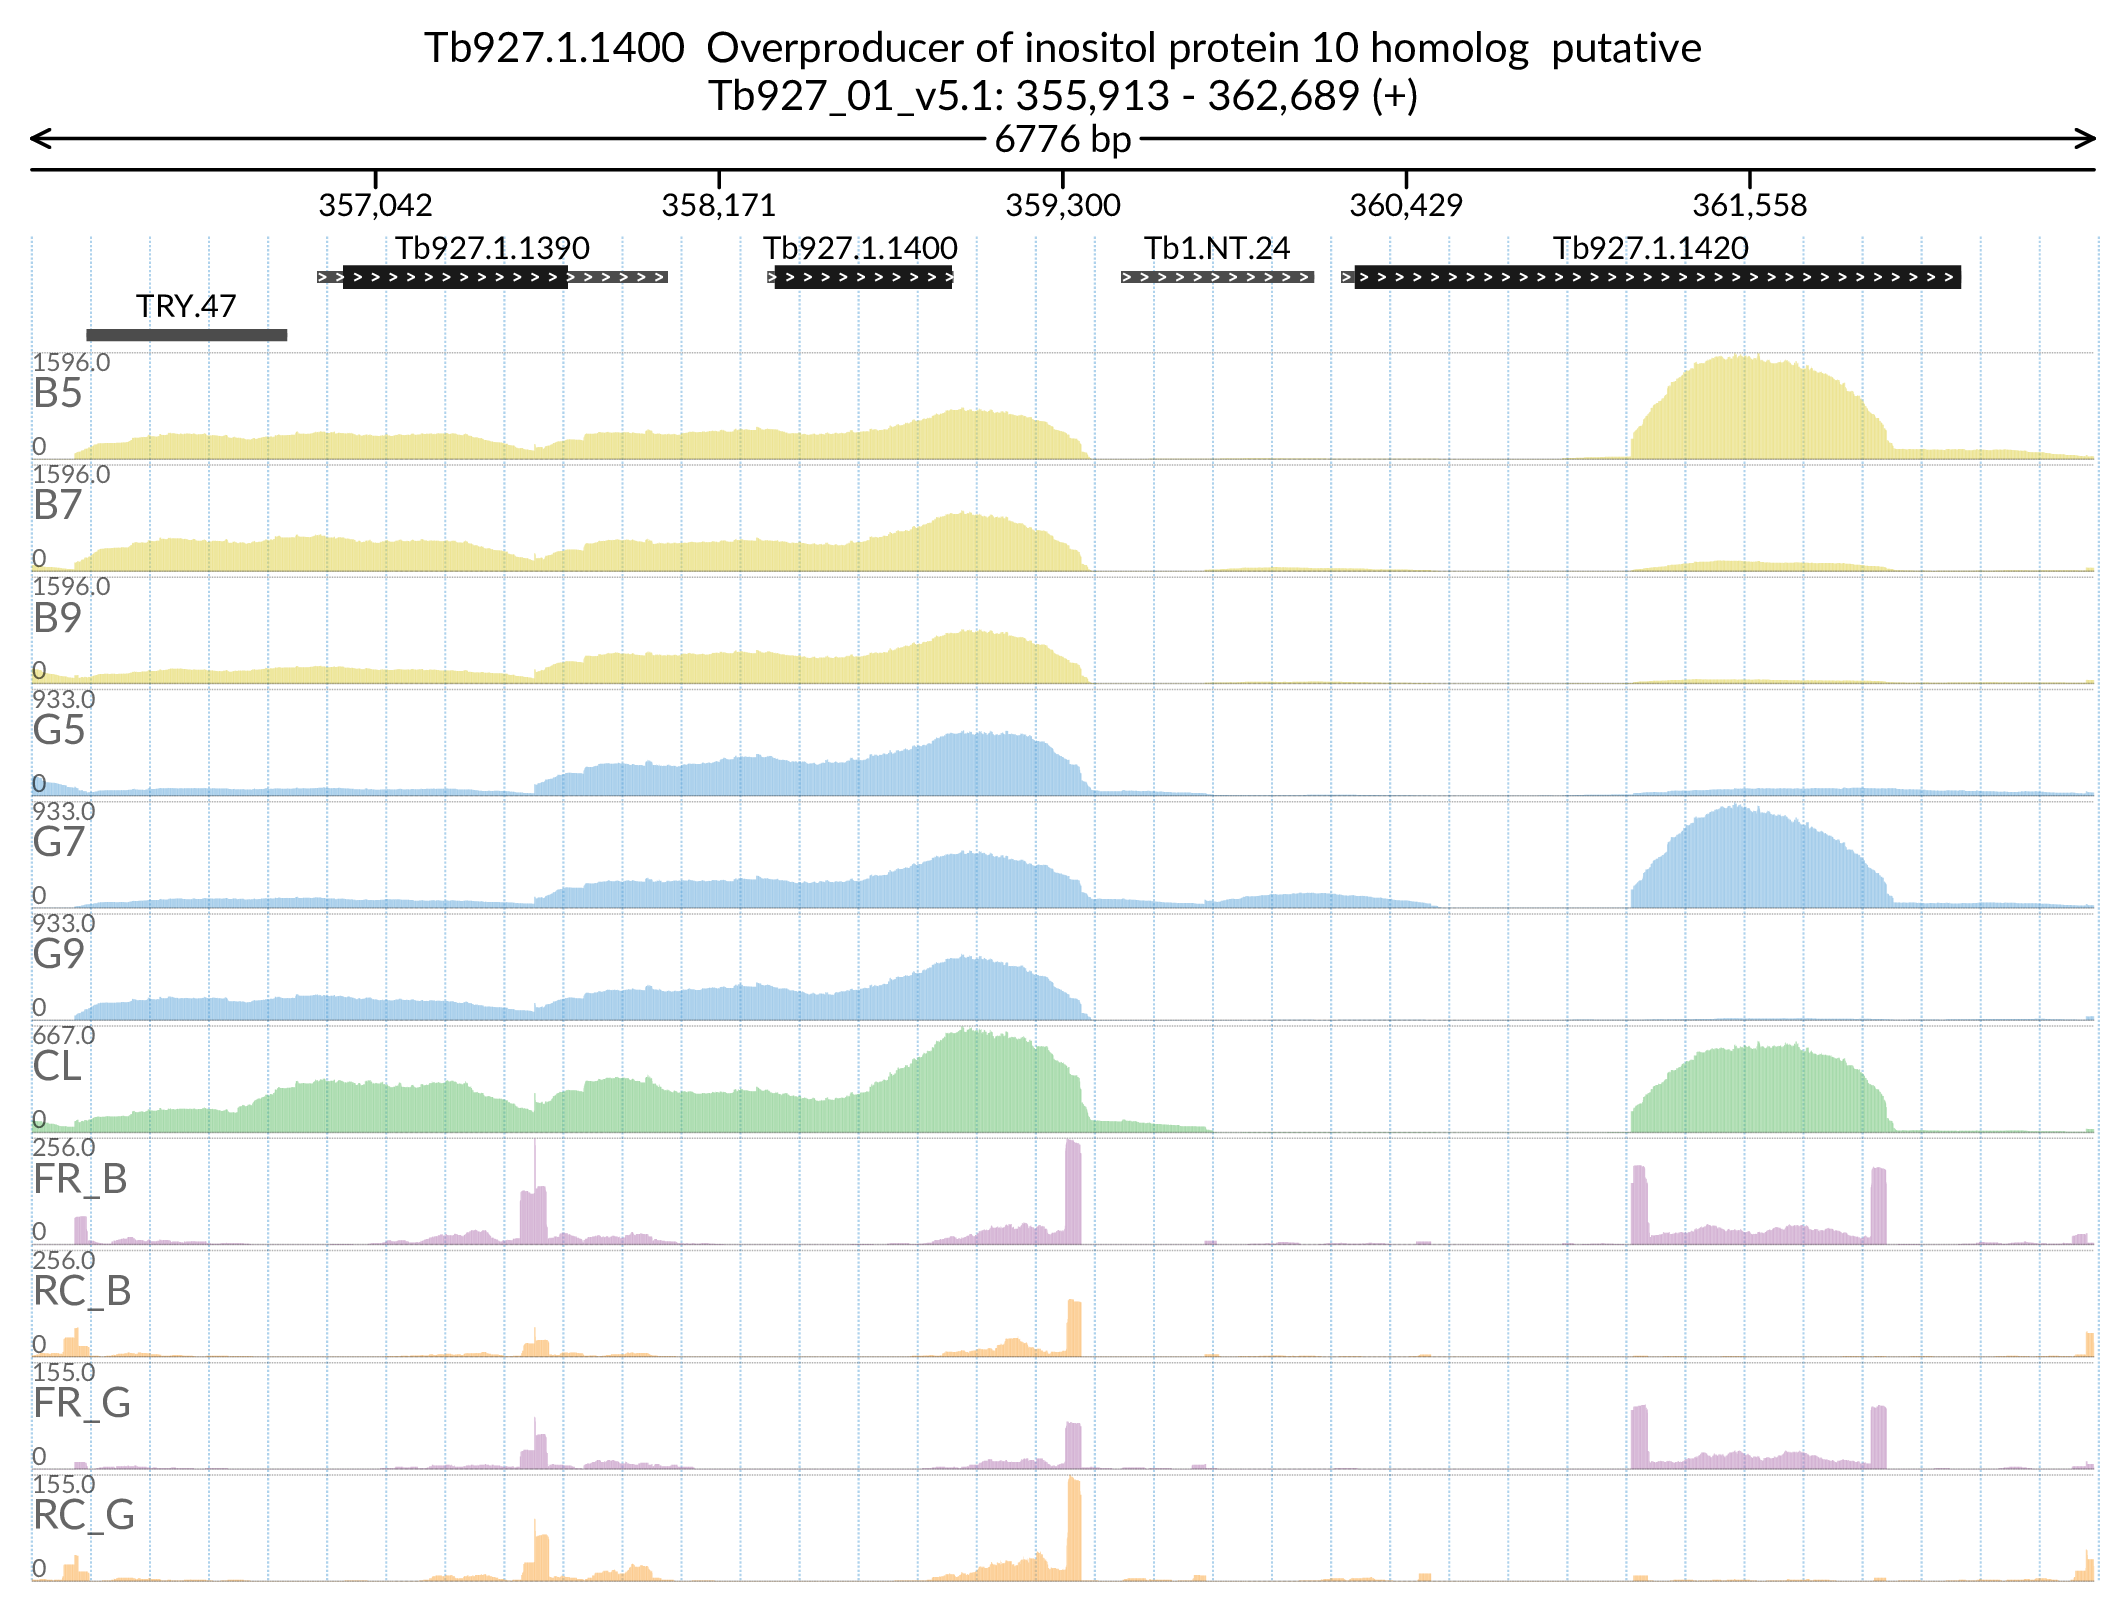 Tb927.1.1400  Overproducer of inositol protein 10 homolog  putative
Tb927_01_v5.1: 355,913 - 362,689 (+)
6776 bp
357,042 358,171 359,300 360,429 361,558
Tb927.1.1390 Tb927.1.1400 Tb1.NT.24 Tb927.1.1420
TRY.47
1596.0
B5
0
1596.0
B7
0
1596.0
B9
0
933.0
G5
0
933.0
G7
0
933.0
G9
0
667.0
CL
0
256.0
FR_B
0
256.0
RC_B
0
155.0
FR_G
0
155.0
RC_G
0